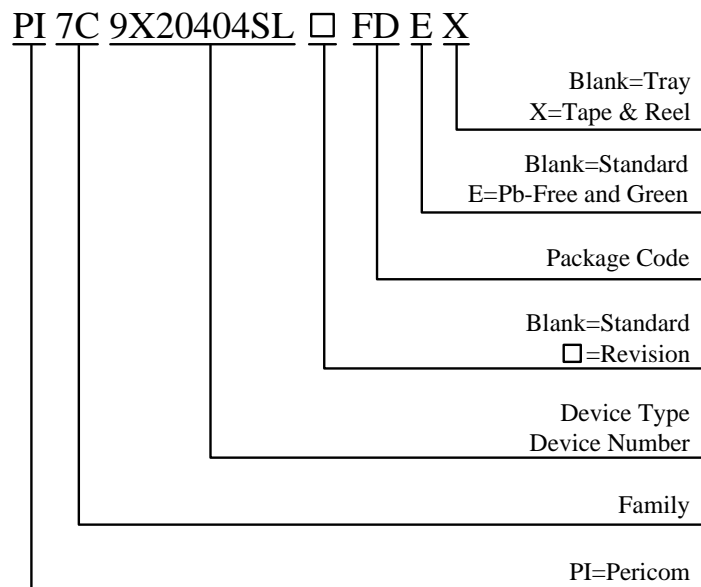 PI 7C 9X20404SL □ FD E X
Blank=Tray
X=Tape & Reel
Blank=Standard
E=Pb-Free and Green
Package Code
Blank=Standard
□=Revision
Device Type
Device Number
Family
PI=Pericom